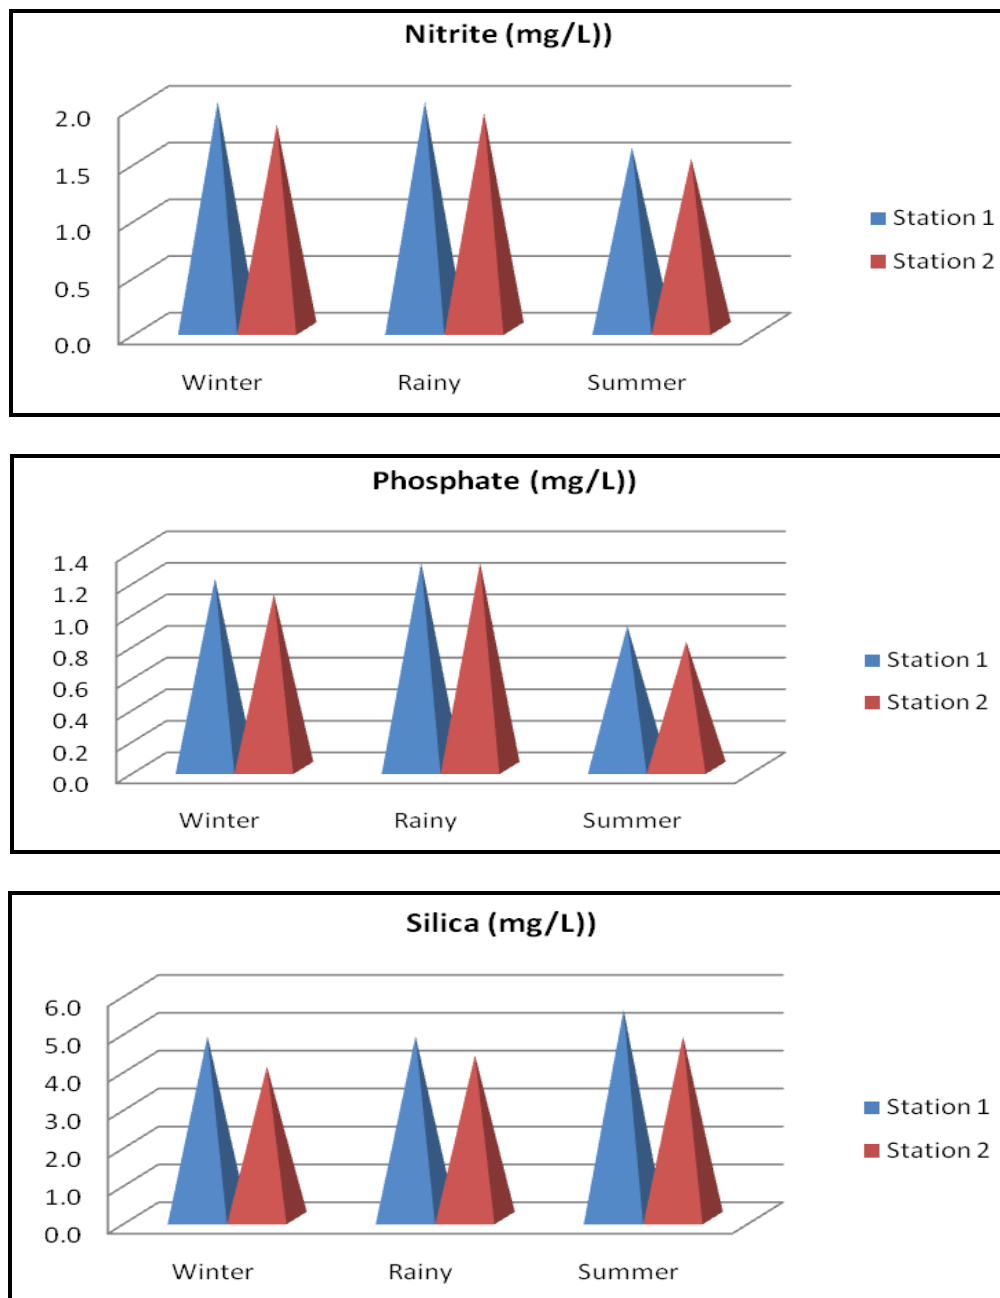 Nitrite (mg/L))
2.0
1.5
1.0
0.5
0.0
Winter Rainy Summer
Station 1
Station 2
Phosphate (mg/L))
1.4
1.2
1.0
0.8
0.6
0.4
0.2
0.0
Winter Rainy Summer
Station 1
Station 2
Silica (mg/L))
6.0
5.0
4.0
3.0
2.0
1.0
0.0
Winter Rainy Summer
Station 1
Station 2